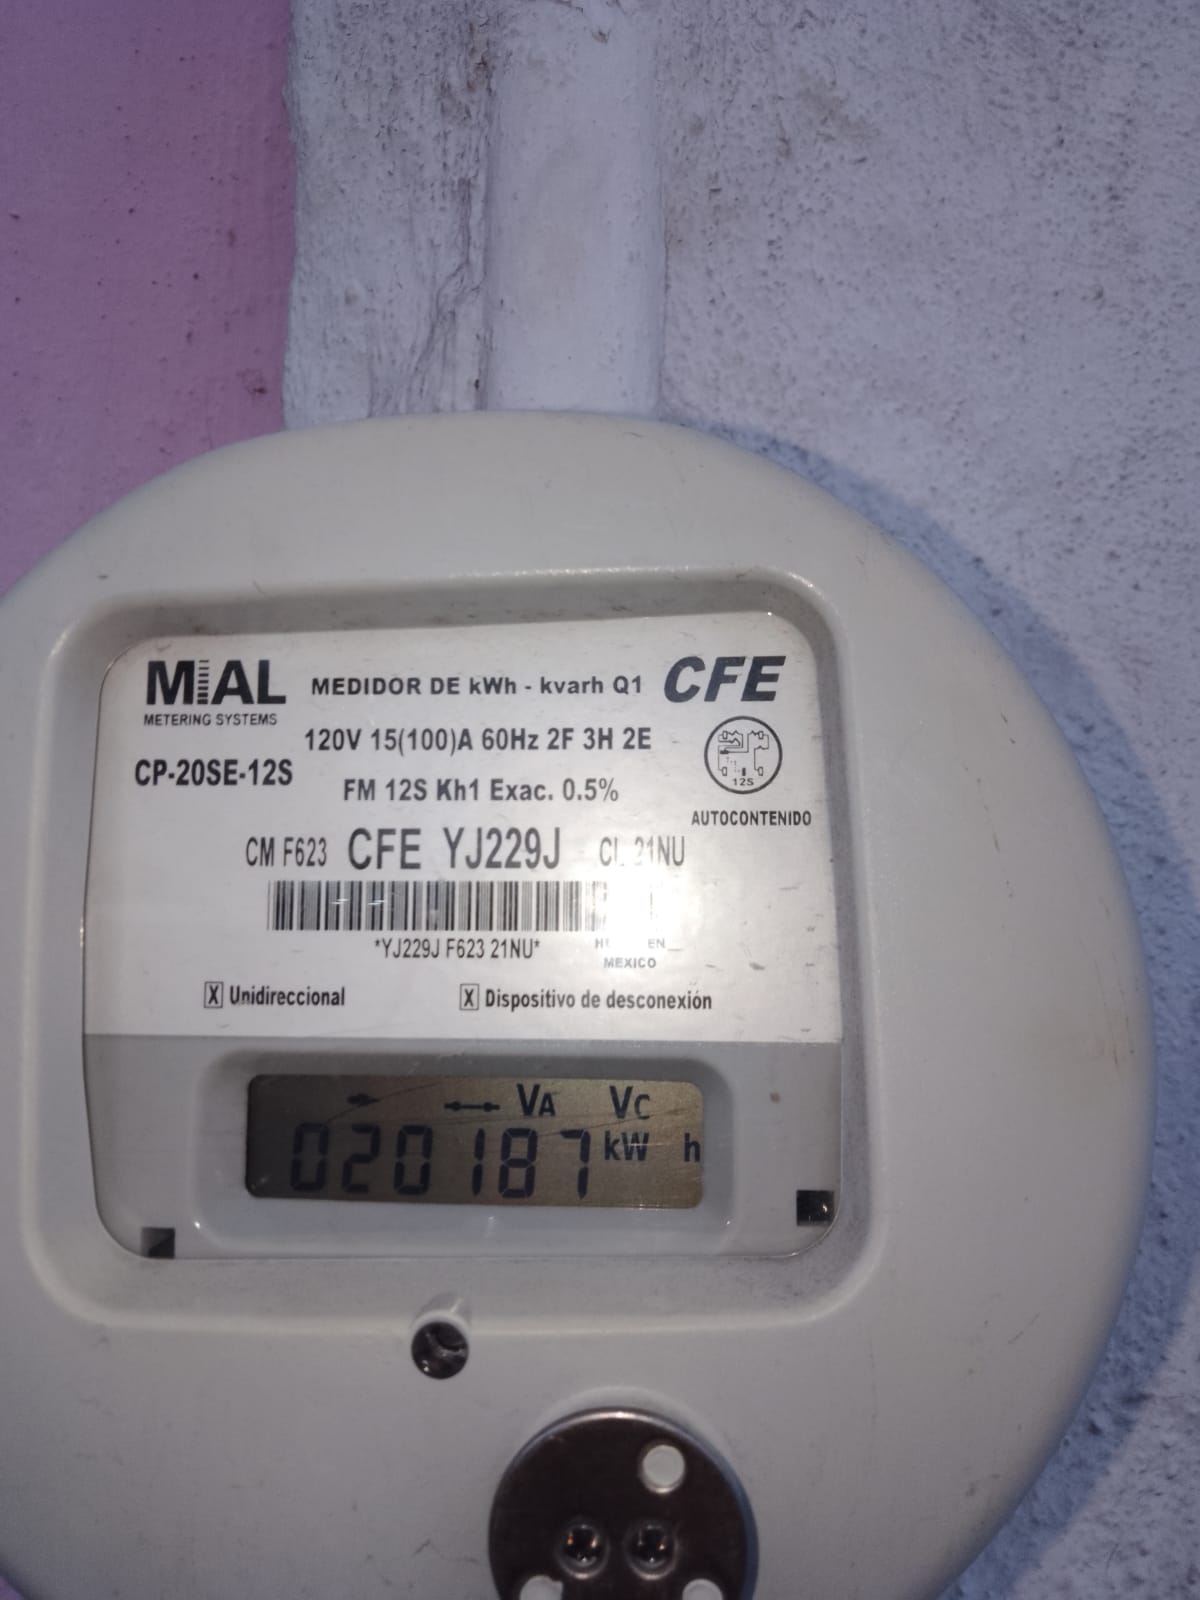 MIAL
METERING SYSTEMS
MEDIDOR DE kWh - kvarh Q1
CFE
120V 15(100)A 60Hz 2F 3H 2E
CP-20SE-12S
FM 12S Kh1 Exac. 0.5%
12S
AUTOCONTENIDO
CM F623 CFE YJ229J 21NU
*YJ229J F623 21NU*
EN
MEXICO
X Unidireccional
X Dispositivo de desconexión
VA VC
020187 kW h